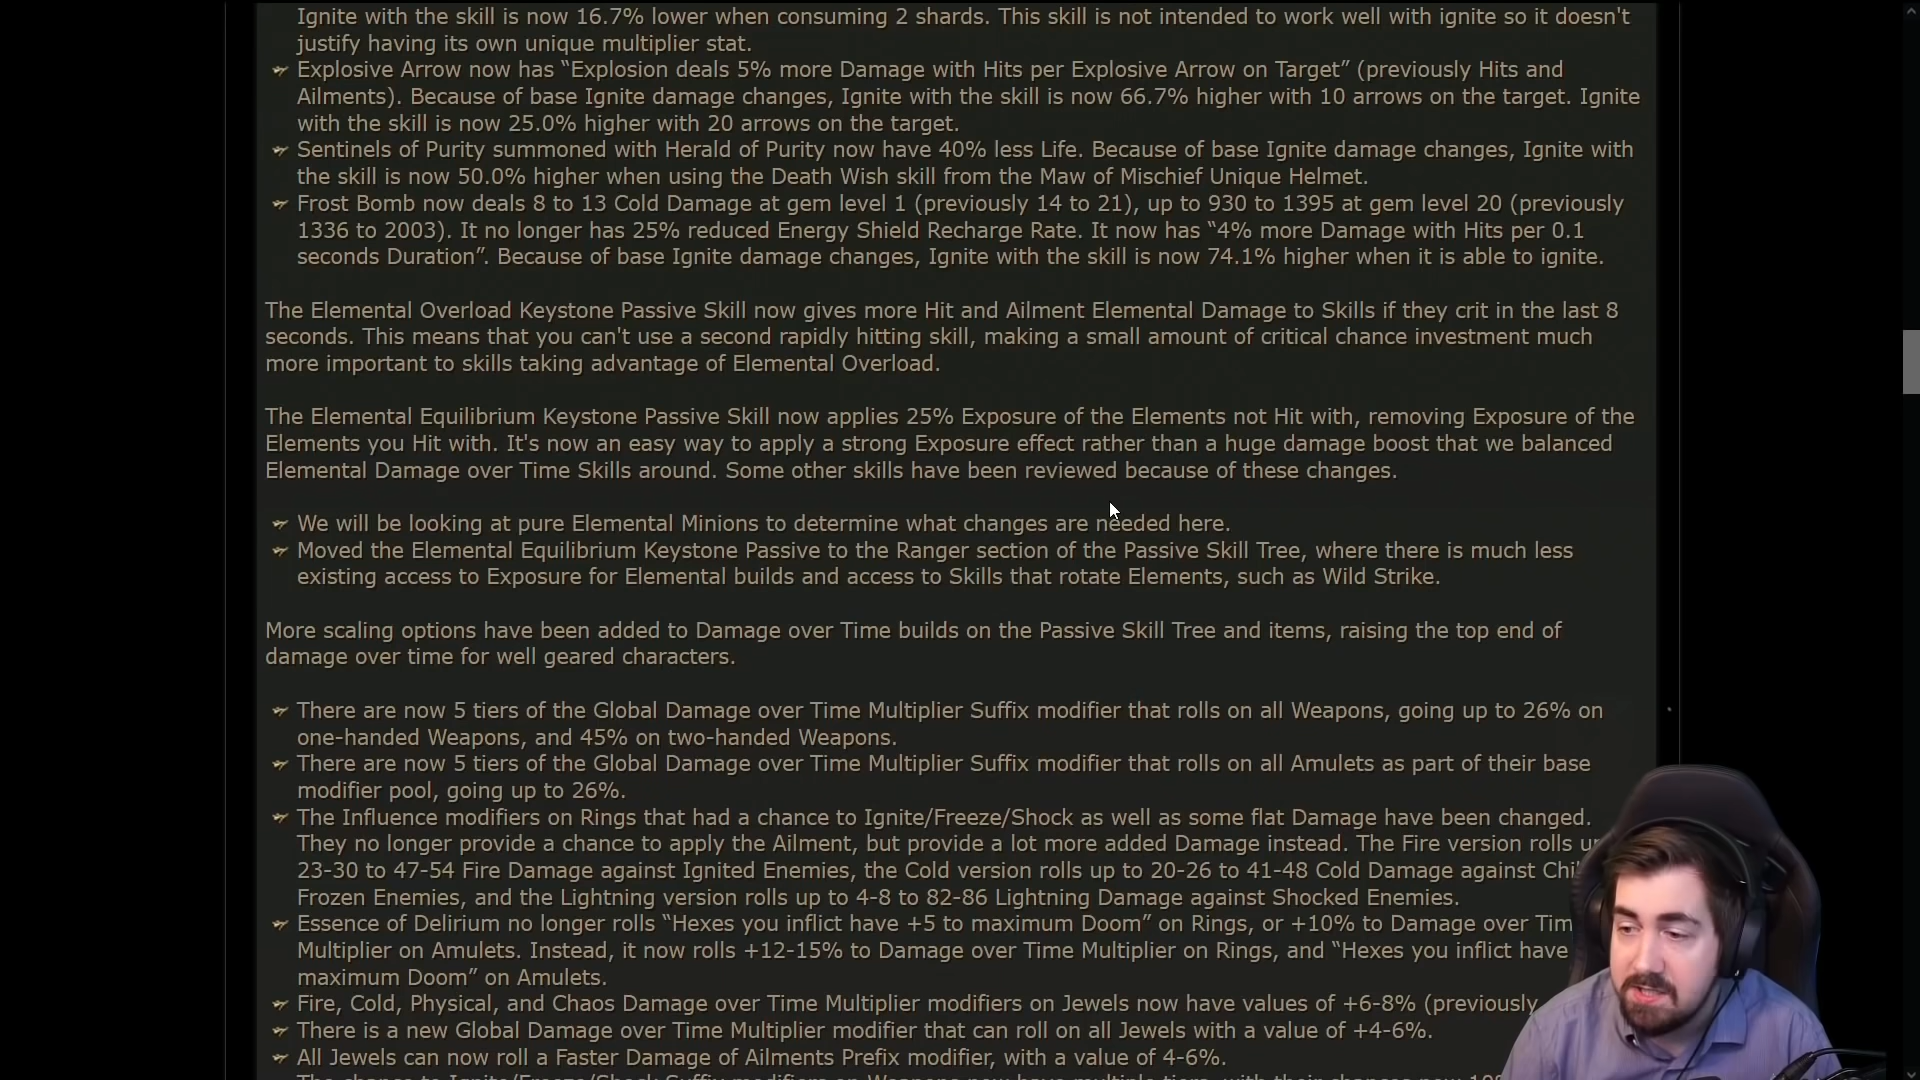 Ignite with the skill is now 16.7% lower when consuming 2 shards. This skill is not intended to work well with ignite so it doesn't
justify having its own unique multiplier stat.
Explosive Arrow now has “Explosion deals 5% more Damage with Hits per Explosive Arrow on Target” (previously Hits and
Ailments). Because of base Ignite damage changes, Ignite with the skill is now 66.7% higher with 10 arrows on the target. Ignite
with the skill is now 25.0% higher with 20 arrows on the target.
Sentinels of Purity summoned with Herald of Purity now have 40% less Life. Because of base Ignite damage changes, Ignite with
the skill is now 50.0% higher when using the Death Wish skill from the Maw of Mischief Unique Helmet.
Frost Bomb now deals 8 to 13 Cold Damage at gem level 1 (previously 14 to 21), up to 930 to 1395 at gem level 20 (previously
1336 to 2003). It no longer has 25% reduced Energy Shield Recharge Rate. It now has “4% more Damage with Hits per 0.1
seconds Duration”. Because of base Ignite damage changes, Ignite with the skill is now 74.1% higher when it is able to ignite.
The Elemental Overload Keystone Passive Skill now gives more Hit and Ailment Elemental Damage to Skills if they crit in the last 8
seconds. This means that you can't use a second rapidly hitting skill, making a small amount of critical chance investment much
more important to skills taking advantage of Elemental Overload.
The Elemental Equilibrium Keystone Passive Skill now applies 25% Exposure of the Elements not Hit with, removing Exposure of the
Elements you Hit with. It's now an easy way to apply a strong Exposure effect rather than a huge damage boost that we balanced
Elemental Damage over Time Skills around. Some other skills have been reviewed because of these changes.
We will be looking at pure Elemental Minions to determine what changes are needed here.
Moved the Elemental Equilibrium Keystone Passive to the Ranger section of the Passive Skill Tree, where there is much less
existing access to Exposure for Elemental builds and access to Skills that rotate Elements, such as Wild Strike.
More scaling options have been added to Damage over Time builds on the Passive Skill Tree and items, raising the top end of
damage over time for well geared characters.
There are now 5 tiers of the Global Damage over Time Multiplier Suffix modifier that rolls on all Weapons, going up to 26% on
one-handed Weapons, and 45% on two-handed Weapons.
There are now 5 tiers of the Global Damage over Time Multiplier Suffix modifier that rolls on all Amulets as part of their base
modifier pool, going up to 26%.
The Influence modifiers on Rings that had a chance to Ignite/Freeze/Shock as well as some flat Damage have been changed.
They no longer provide a chance to apply the Ailment, but provide a lot more added Damage instead. The Fire version rolls
23-30 to 47-54 Fire Damage against Ignited Enemies, the Cold version rolls up to 20-26 to 41-48 Cold Damage against
Frozen Enemies, and the Lightning version rolls up to 4-8 to 82-86 Lightning Damage against Shocked Enemies.
Essence of Delirium no longer rolls “Hexes you inflict have +5 to maximum Doom” on Rings, or +10% to Damage over
Multiplier on Amulets. Instead, it now rolls +12-15% to Damage over Time Multiplier on Rings, and “Hexes you inflict have
maximum Doom” on Amulets.
Fire, Cold, Physical, and Chaos Damage over Time Multiplier modifiers on Jewels now have values of +6-8% (previously
There is a new Global Damage over Time Multiplier modifier that can roll on all Jewels with a value of +4-6%.
All Jewels can now roll a Faster Damage of Ailments Prefix modifier, with a value of 4-6%.